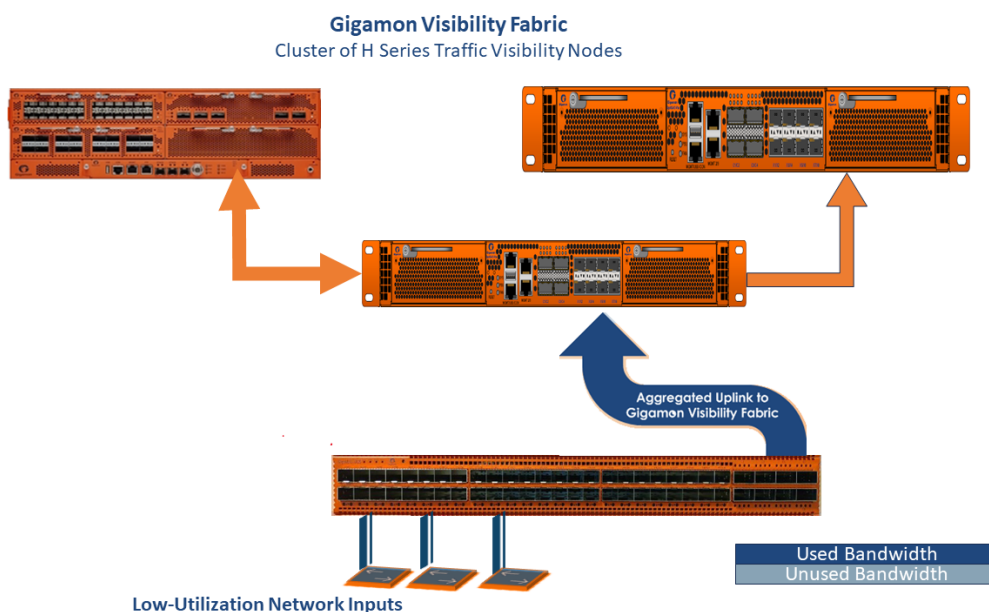 Gigamon Visibility Fabric
Cluster of H Series Traffic Visibility Nodes
Aggregated Uplink to
Gigamon Visibility Fabric
Used Bandwidth
Unused Bandwidth
Low-Utilization Network Inputs